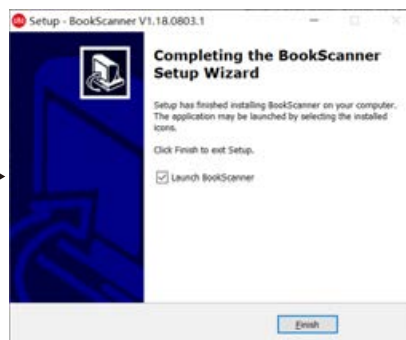 Setup - BookScanner V1.18.0803.1
Completing the BookScanner
Setup Wizard
Setup has finished installing BookScanner on your computer.
The application may be launched by selecting the installed
icons.
Click Finish to exit Setup.
Launch BookScanner
Finish